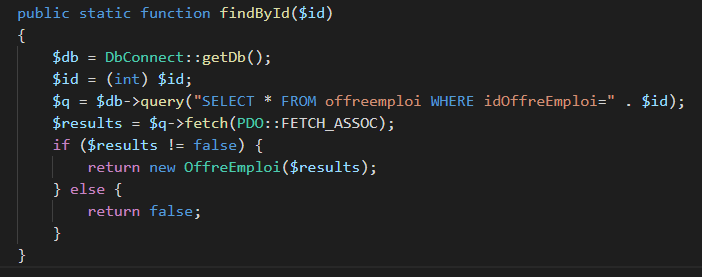 public static function findById($id)
{
$db = DbConnect::getDb();
$id = (int) $id;
$q = $db->query("SELECT * FROM offreemploi WHERE idOffreEmploi=" . $id);
$results = $q->fetch(PDO::FETCH_ASSOC);
if ($results != false) {
return new OffreEmploi($results);
} else {
return false;
}
}